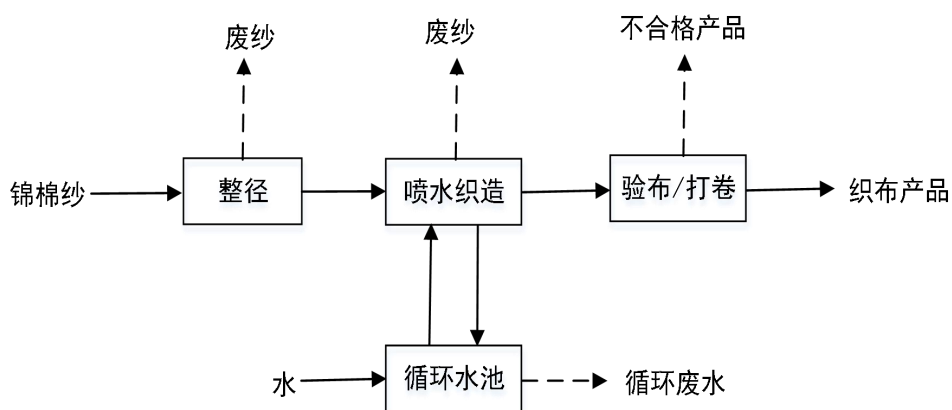 废纱
废纱
不合格产品
锦棉纱
整径
喷水织造
验布/打卷
织布产品
水
循环水池
循环废水